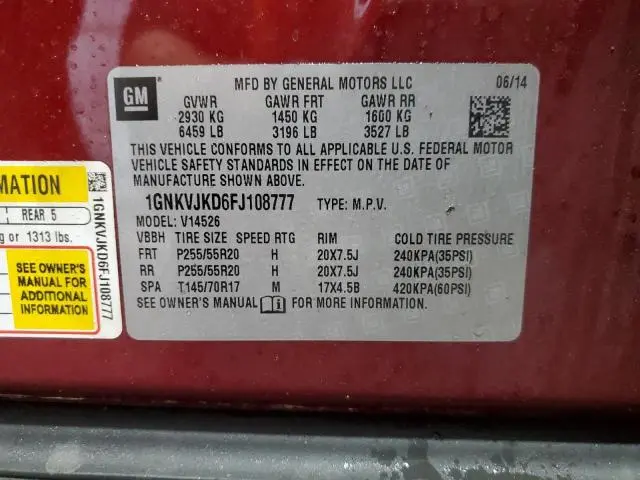 GM
MFD BY GENERAL MOTORS LLC 06/14
GVWR GAWR FRT GAWR RR
2930 KG 1450 KG 1600 KG
6459 LB 3196 LB 3527 LB
THIS VEHICLE CONFORMS TO ALL APPLICABLE U.S. FEDERAL MOTOR
VEHICLE SAFETY STANDARDS IN EFFECT ON THE DATE OF
MANUFACTURE SHOWN ABOVE.
1GNKVJKD6FJ108777 TYPE: M.P.V.
MODEL: V14526
VBBH TIRE SIZE SPEED RTG RIM COLD TIRE PRESSURE
FRT P255/55R20 H 20X7.5J 240KPA(35PSI)
RR P255/55R20 H 20X7.5J 240KPA(35PSI)
SPA T145/70R17 M 17X4.5B 420KPA(60PSI)
SEE OWNER'S MANUAL i FOR MORE INFORMATION.
MATION
REAR 5
g or 1313 lbs.
SEE OWNER'S
MANUAL FOR
ADDITIONAL
INFORMATION
1GNKVJKD6FJ108777